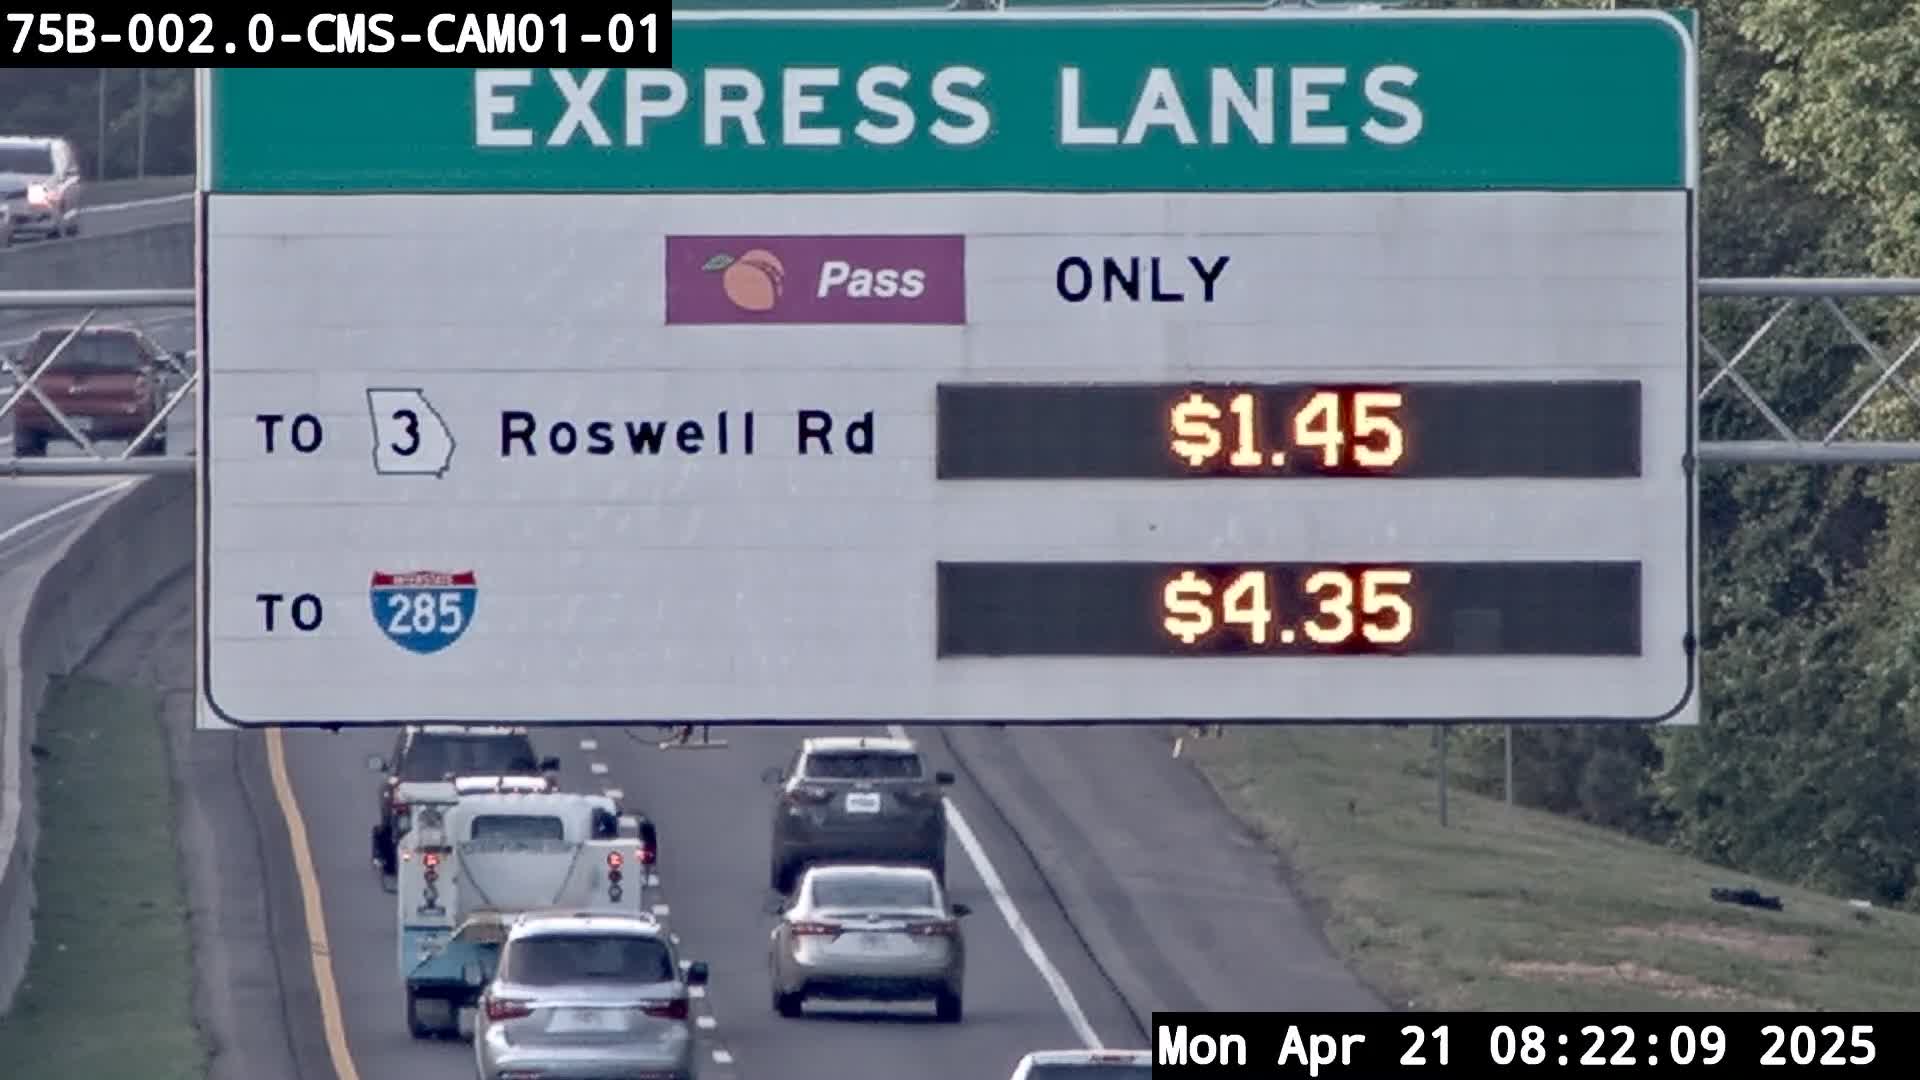 75B-002.0-CMS-CAM01-01
EXPRESS LANES
Pass ONLY
TO 3 Roswell Rd $1.45
INTERSTATE
TO 285 $4.35
Mon Apr 21 08:22:09 2025